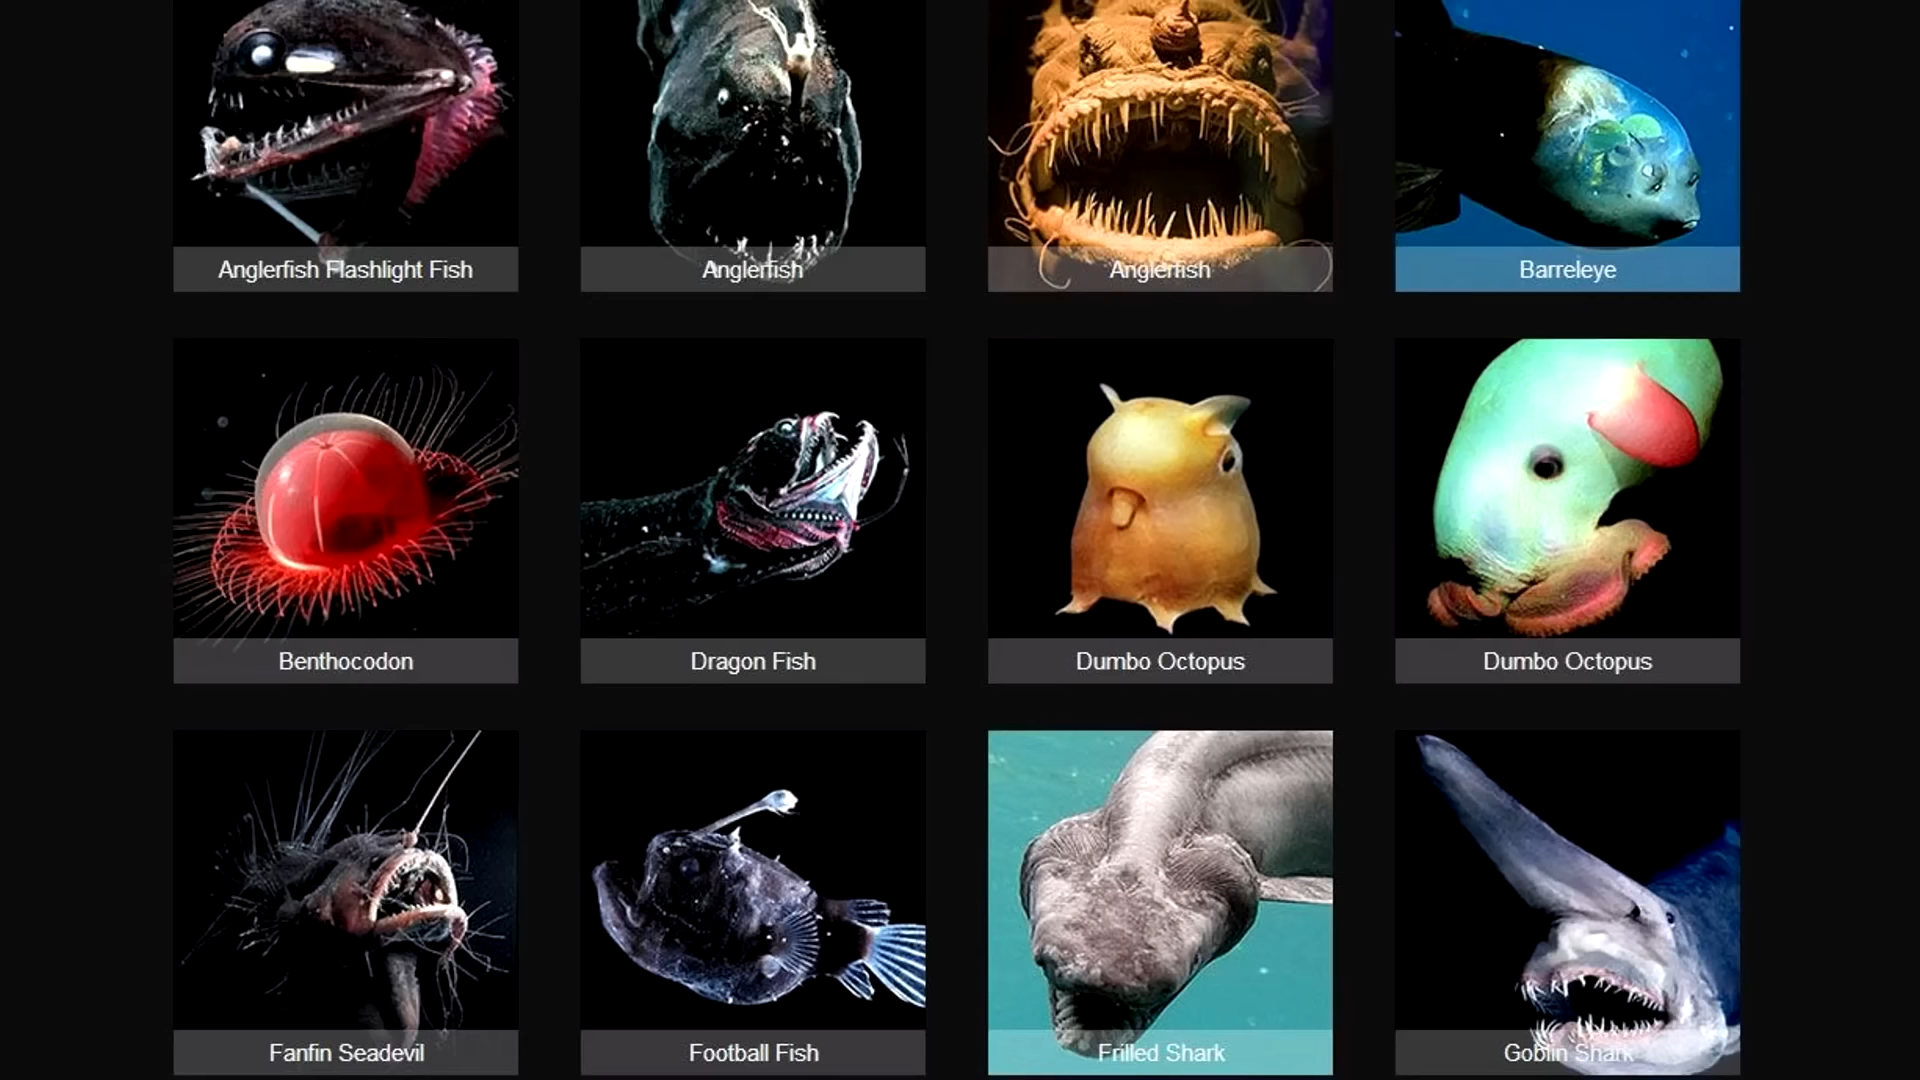 Anglerfish Flashlight Fish
Anglerfish
Anglerfish
Barreleye
Benthocodon
Dragon Fish
Dumbo Octopus
Dumbo Octopus
Fanfin Seadevil
Football Fish
Frilled Shark
Goblin Shark